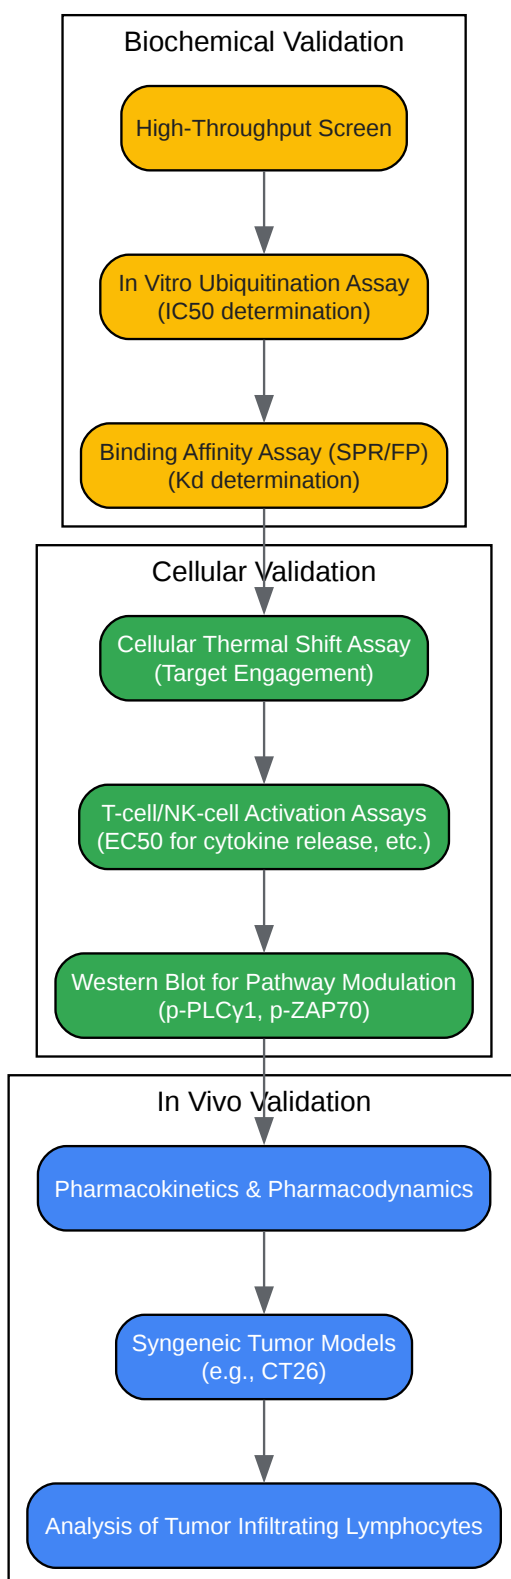 Biochemical Validation
High-Throughput Screen
In Vitro Ubiquitination Assay
(IC50 determination)
Binding Affinity Assay (SPR/FP)
(Kd determination)
Cellular Validation
Cellular Thermal Shift Assay
(Target Engagement)
T-cell/NK-cell Activation Assays
(EC50 for cytokine release, etc.)
Western Blot for Pathway Modulation
(p-PLCγ1, p-ZAP70)
In Vivo Validation
Pharmacokinetics & Pharmacodynamics
Syngeneic Tumor Models
(e.g., CT26)
Analysis of Tumor Infiltrating Lymphocytes